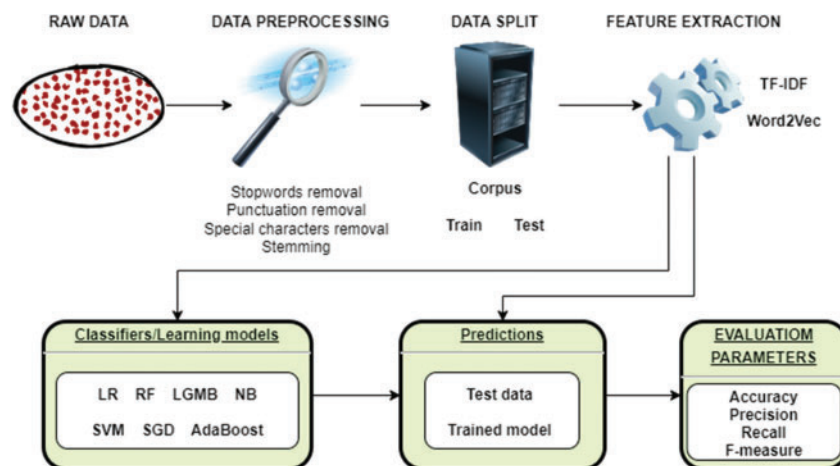 RAW DATA
DATA PREPROCESSING
DATA SPLIT
FEATURE EXTRACTION
TF-IDF
Word2Vec
Stopwords removal
Punctuation removal
Special characters removal
Stemming
Corpus
Train Test
Classifiers/Learning models
LR RF LGMB NB
SVM SGD AdaBoost
Predictions
Test data
Trained model
EVALUATIOM
PARAMETERS
Accuracy
Precision
Recall
F-measure